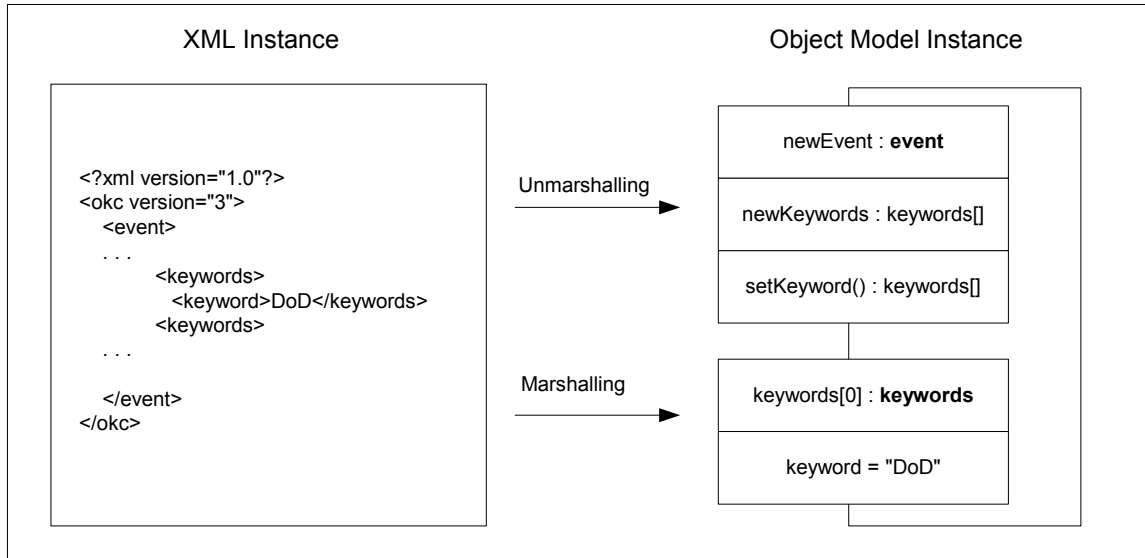 XML Instance
<?xml version="1.0"?>
<okc version="3">
<event>
. . .
<keywords>
<keyword>DoD</keywords>
<keywords>
. . .
</event>
</okc>
Unmarshalling
Marshalling
Object Model Instance
newEvent : event
newKeywords : keywords[]
setKeyword() : keywords[]
keywords[0] : keywords
keyword = "DoD"